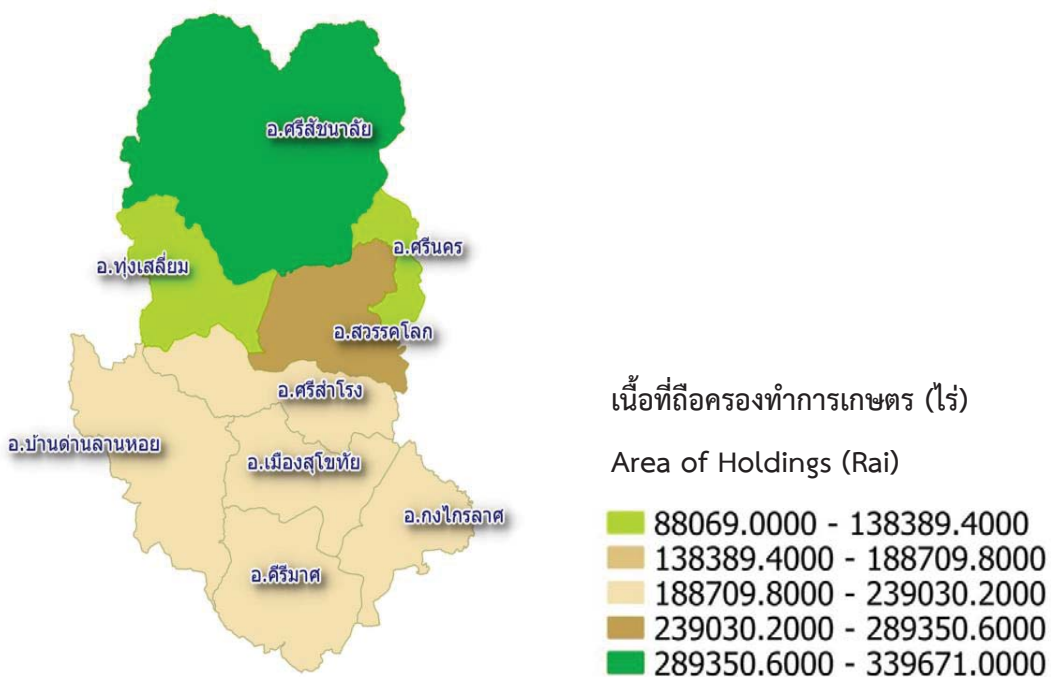 อ.ศรีสัชนาลัย
อ.ศรีนคร
อ.ทุ่งเสลี่ยม
อ.สวรรคโลก
อ.ศรีสำโรง
อ.บ้านด่านลานหอย
อ.เมืองสุโขทัย
อ.กงไกรลาศ
อ.คีรีมาศ
เนื้อที่ถือครองทำการเกษตร (ไร่)
Area of Holdings (Rai)
88069.0000 - 138389.4000
138389.4000 - 188709.8000
188709.8000 - 239030.2000
239030.2000 - 289350.6000
289350.6000 - 339671.0000